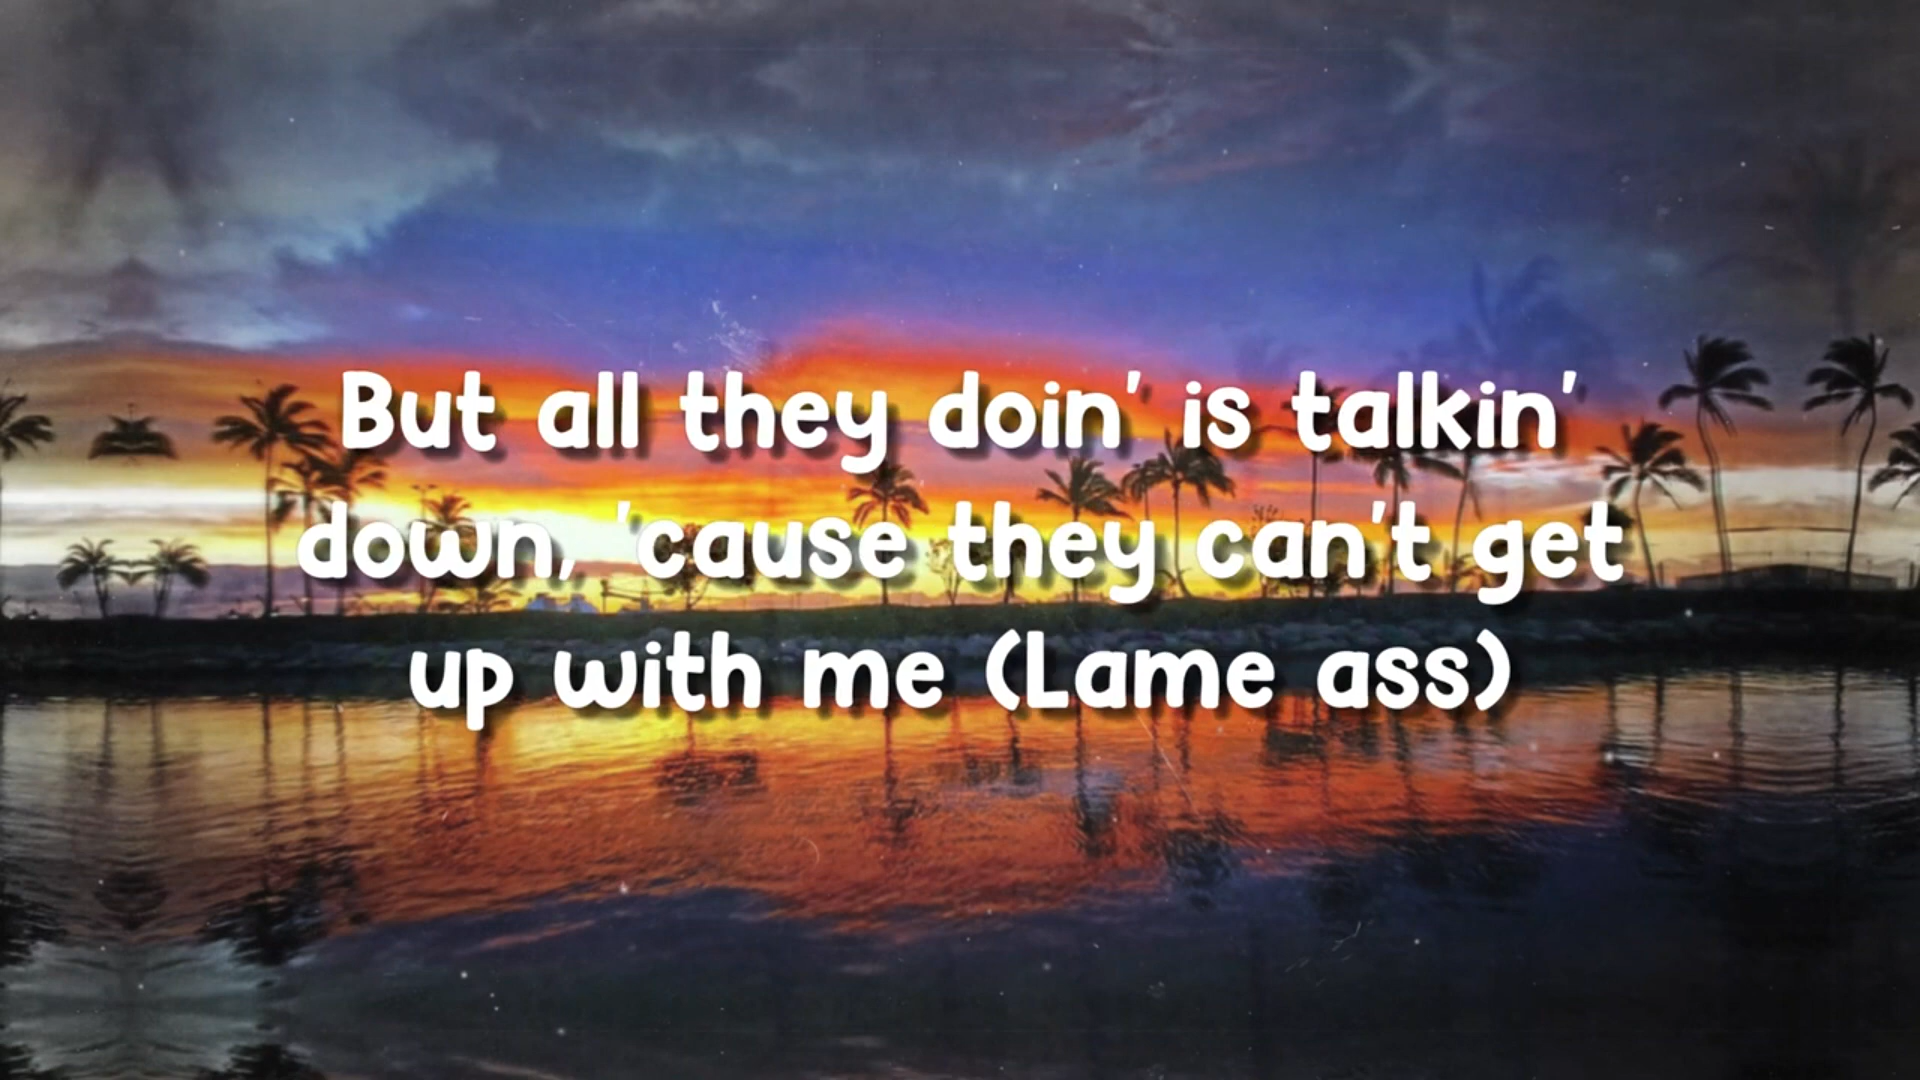 But all they doin' is talkin'
down, 'cause they can't get
up with me (Lame ass)